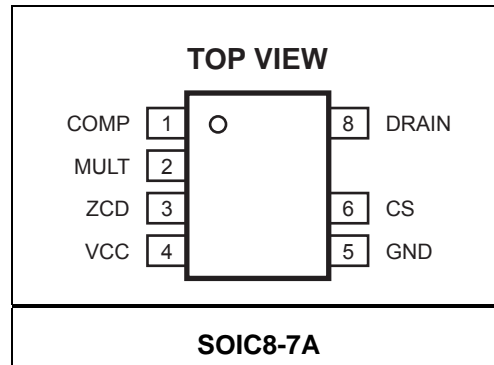 TOP VIEW
COMP 1 8 DRAIN
MULT 2
ZCD 3 6 CS
VCC 4 5 GND
SOIC8-7A